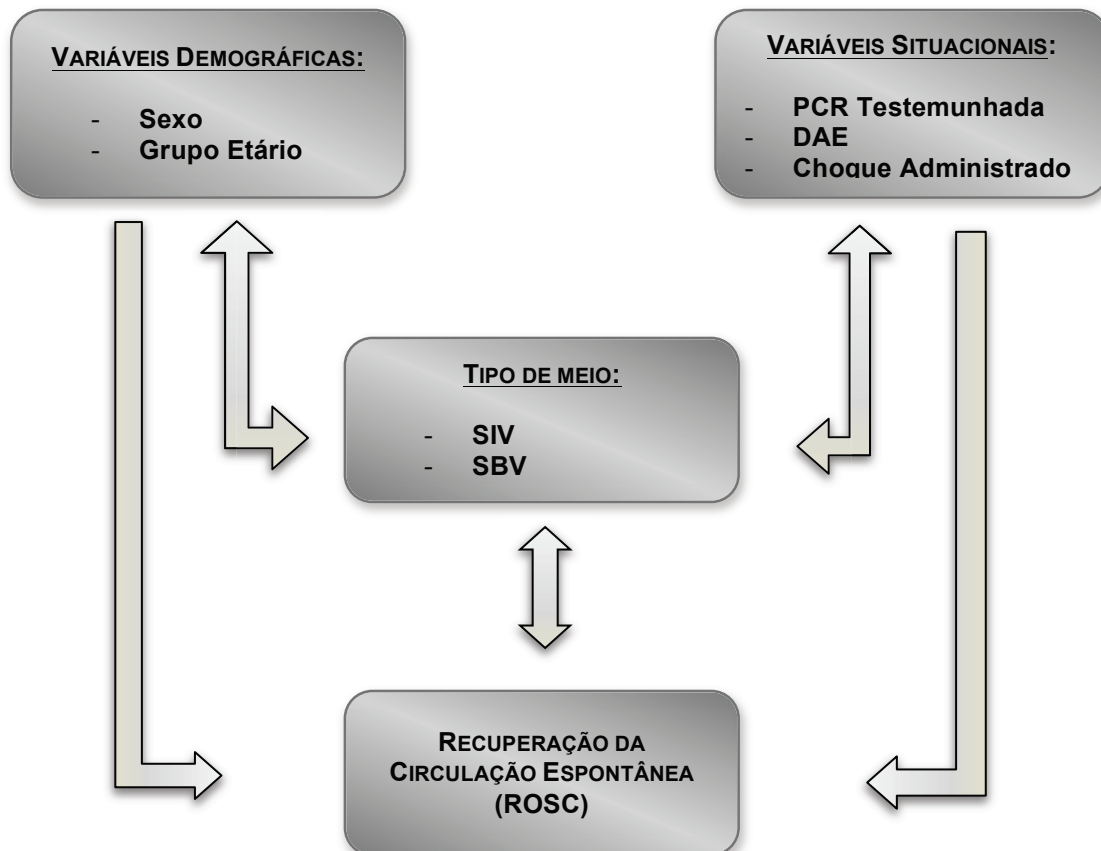 VARIÁVEIS DEMOGRÁFICAS:
- Sexo
- Grupo Etário
VARIÁVEIS SITUACIONAIS:
- PCR Testemunhada
- DAE
- Choque Administrado
TIPO DE MEIO:
- SIV
- SBV
RECUPERAÇÃO DA
CIRCULAÇÃO ESPONTÂNEA
(ROSC)